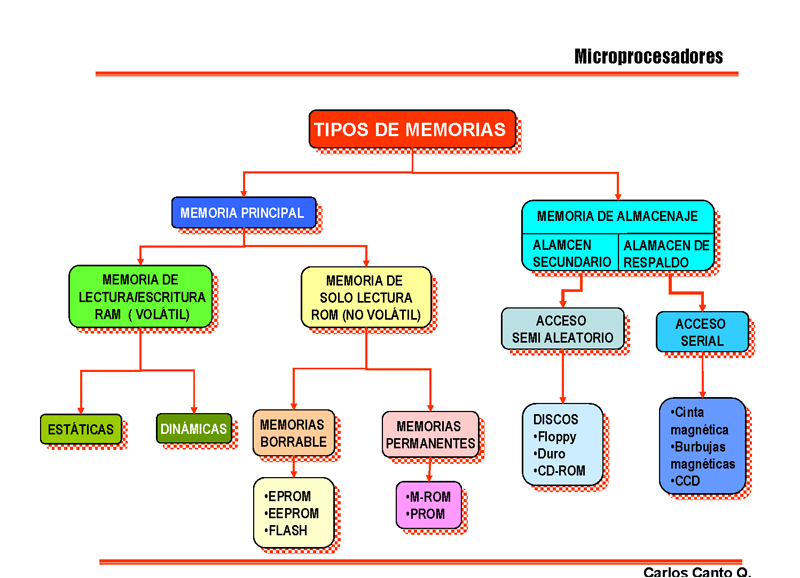 Microprocesadores
TIPOS DE MEMORIAS
MEMORIA PRINCIPAL
MEMORIA DE ALMACENAJE
ALAMCEN
SECUNDARIO
ALAMACEN DE
RESPALDO
MEMORIA DE
LECTURA/ESCRITURA
RAM ( VOLÁTIL)
MEMORIA DE
SOLO LECTURA
ROM (NO VOLÁTIL)
ACCESO
SEMI ALEATORIO
ACCESO
SERIAL
ESTÁTICAS
DINÁMICAS
MEMORIAS
BORRABLE
MEMORIAS
PERMANENTES
DISCOS
•Floppy
•Duro
•CD-ROM
•Cinta
magnética
•Burbujas
magnéticas
•CCD
•EPROM
•EEPROM
•FLASH
•M-ROM
•PROM
Carlos Canto Q.